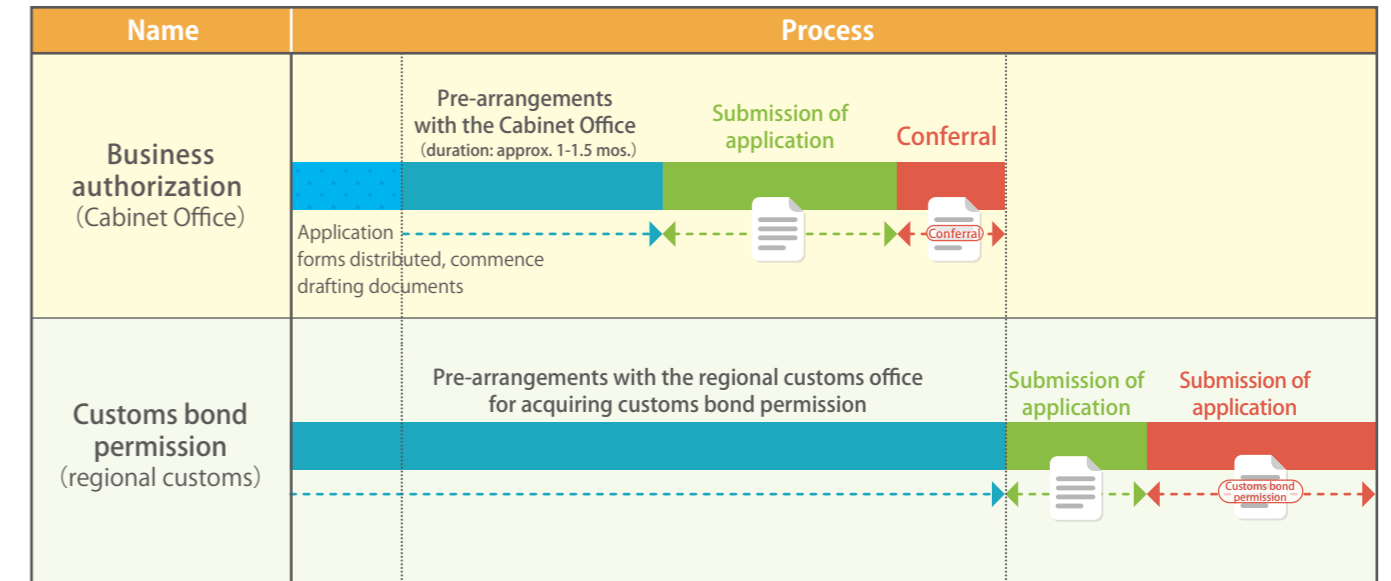 Name
Process
Business
authorization
（Cabinet Office）
Pre-arrangements
with the Cabinet Office
(duration: approx. 1-1.5 mos.)
Submission of
application
Conferral
Application
forms distributed, commence
drafting documents
Conferral
Customs bond
permission
（regional customs）
Pre-arrangements with the regional customs office
for acquiring customs bond permission
Submission of
application
Submission of
application
Customs bond
permission